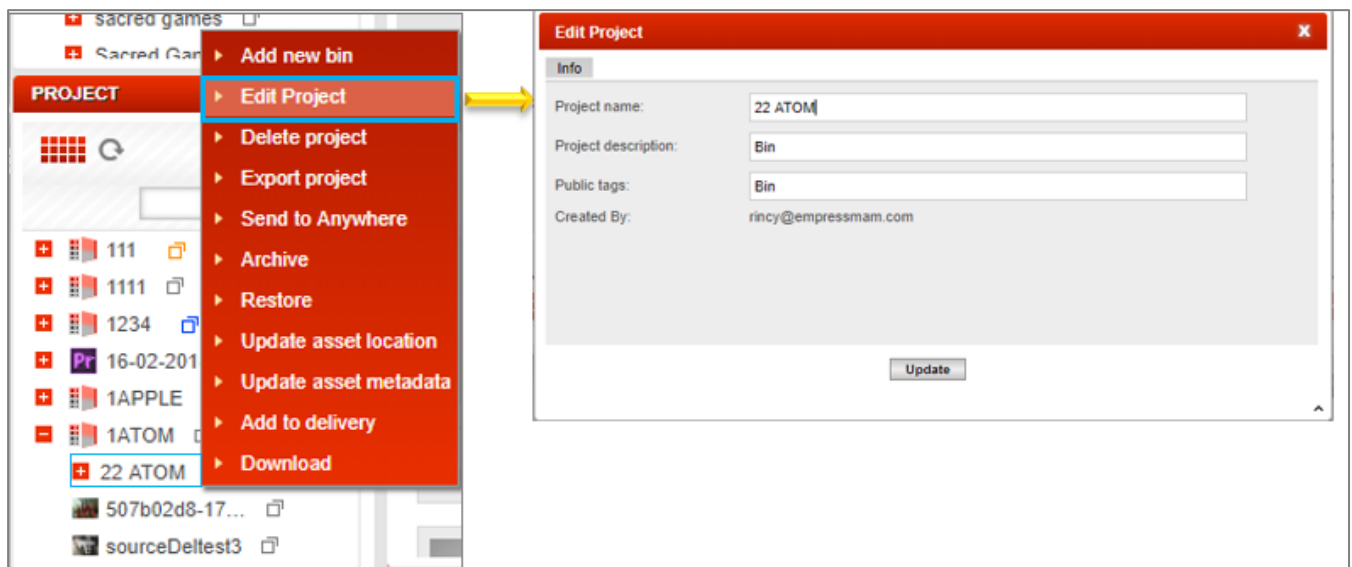 sacred games
Sacred Gar
PROJECT
111
1111
1234
Pr 16-02-201
1APPLE
1ATOM
22 ATOM
507b02d8-17...
sourceDeltest3
Add new bin
Edit Project
Delete project
Export project
Send to Anywhere
Archive
Restore
Update asset location
Update asset metadata
Add to delivery
Download
Edit Project x
Info
Project name: 22 ATOM
Project description: Bin
Public tags: Bin
Created By: rincy@empressmam.com
Update